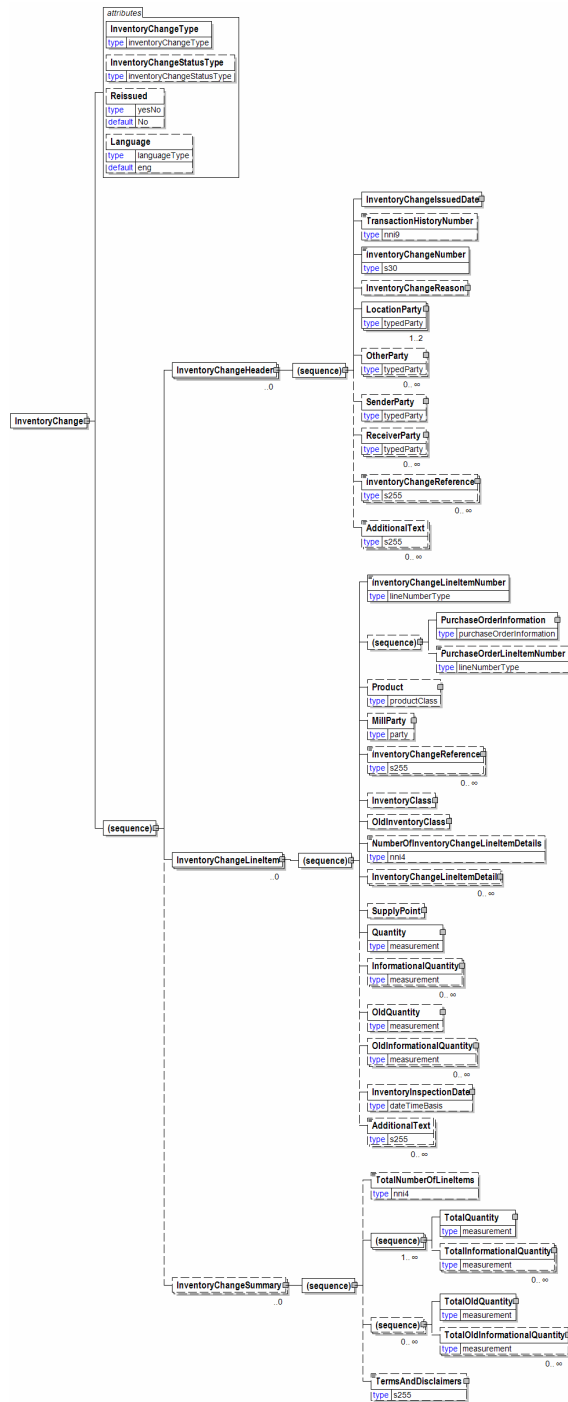 attributes
InventoryChangeType
type inventoryChangeType
InventoryChangeStatusType
type inventoryChangeStatusType
Reissued
type yesNo
default No
Language
type languageType
default eng
InventoryChangeIssuedDate
TransactionHistoryNumber
type nni9
InventoryChangeNumber
type s30
InventoryChangeReason
LocationParty
type typedParty
1..2
InventoryChangeHeader
(sequence)
..0
OtherParty
type typedParty
0..∞
SenderParty
type typedParty
InventoryChange
ReceiverParty
type typedParty
0..∞
InventoryChangeReference
type s255
0..∞
AdditionalText
type s255
0..∞
InventoryChangeLineItemNumber
type lineNumberType
PurchaseOrderInformation
type purchaseOrderInformation
(sequence)
PurchaseOrderLineItemNumber
type lineNumberType
Product
type productClass
MillParty
type party
InventoryChangeReference
type s255
0..∞
InventoryClass
OldInventoryClass
(sequence)
NumberOfInventoryChangeLineItemDetails
type nni4
InventoryChangeLineItem
(sequence)
..0
InventoryChangeLineItemDetail
0..∞
SupplyPoint
Quantity
type measurement
InformationalQuantity
type measurement
0..∞
OldQuantity
type measurement
OldInformationalQuantity
type measurement
0..∞
InventoryInspectionDate
type dateTimeBasis
AdditionalText
type s255
0..∞
TotalNumberOfLineItems
type nni4
TotalQuantity
type measurement
(sequence)
1..∞
TotalInformationalQuantity
type measurement
0..∞
InventoryChangeSummary
(sequence)
..0
TotalOldQuantity
type measurement
(sequence)
0..∞
TotalOldInformationalQuantity
type measurement
0..∞
TermsAndDisclaimers
type s255